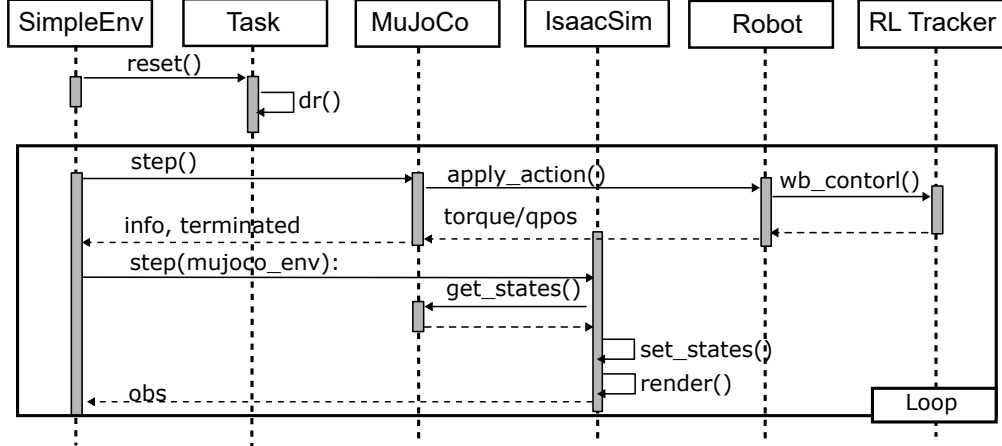 SimpleEnv
Task
MuJoCo
IsaacSim
Robot
RL Tracker
reset()
dr()
step()
apply_action()
wb_contorl()
torque/qpos
info, terminated
step(mujoco_env):
get_states()
set_states()
render()
obs
Loop